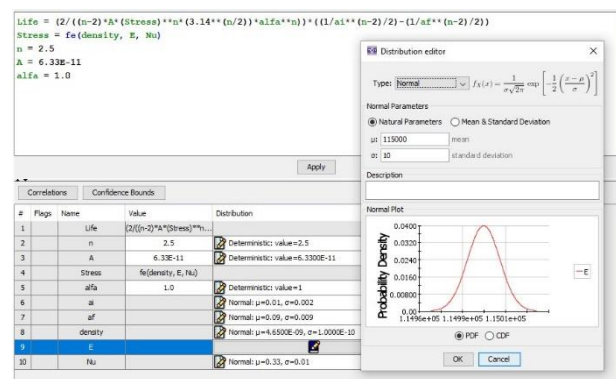 Life = (2/((n-2)*A*(Stress)**n*(3.14**(n/2))*alfa**n))*((1/ai**(n-2)/2)-(1/af**(n-2)/2))
Stress = fe(density, E, Nu)
n = 2.5
A = 6.33E-11
alfa = 1.0
Apply
Correlations Confidence Bounds
# Flags Name Value Distribution
1 Life (2/((n-2)*A*(Stress)**n...
2 n 2.5 Deterministic: value=2.5
3 A 6.33E-11 Deterministic: value=6.3300E-11
4 Stress fe(density, E, Nu)
5 alfa 1.0 Deterministic: value=1
6 ai Normal: μ=0.01, σ=0.002
7 af Normal: μ=0.09, σ=0.009
8 density Normal: μ=4.6500E-09, σ=1.0000E-10
9 E
10 Nu Normal: μ=0.33, σ=0.01
Distribution editor
Type: Normal fX(x) = 1/(σ√2π) exp[-1/2((x-μ)/σ)^2]
Normal Parameters
Natural Parameters Mean & Standard Deviation
μ: 115000 mean
σ: 10 standard deviation
Description
Normal Plot
Probability Density
0.0400
0.0320
0.0240
0.0160
0.00800
0.00
1.1496e+05 1.1499e+05 1.1501e+05
E
PDF CDF
OK Cancel